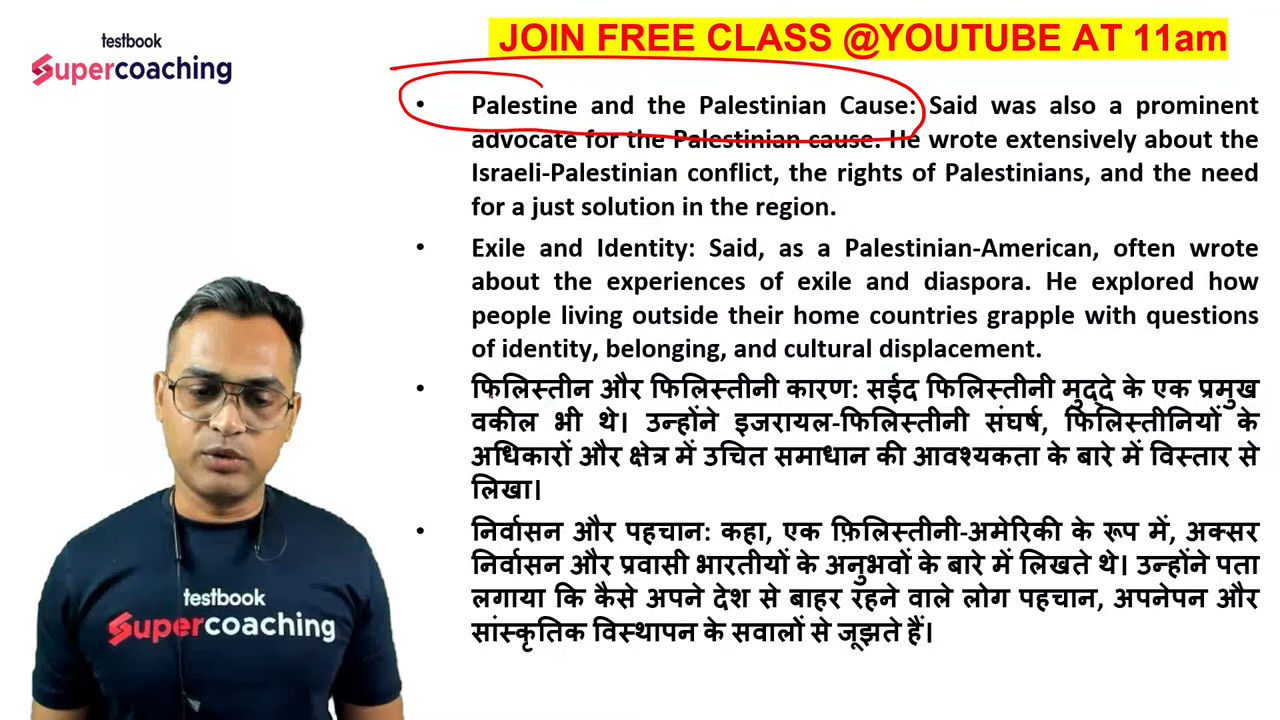 testbook
Supercoaching
JOIN FREE CLASS @YOUTUBE AT 11am
• Palestine and the Palestinian Cause: Said was also a prominent
advocate for the Palestinian cause. He wrote extensively about the
Israeli-Palestinian conflict, the rights of Palestinians, and the need
for a just solution in the region.
• Exile and Identity: Said, as a Palestinian-American, often wrote
about the experiences of exile and diaspora. He explored how
people living outside their home countries grapple with questions
of identity, belonging, and cultural displacement.
• फिलिस्तीन और फिलिस्तीनी कारण: सईद फिलिस्तीनी मुद्दे के एक प्रमुख
वकील भी थे। उन्होंने इजरायल-फिलिस्तीनी संघर्ष, फिलिस्तीनियों के
अधिकारों और क्षेत्र में उचित समाधान की आवश्यकता के बारे में विस्तार से
लिखा।
• निर्वासन और पहचान: कहा, एक फ़िलिस्तीनी-अमेरिकी के रूप में, अक्सर
निर्वासन और प्रवासी भारतीयों के अनुभवों के बारे में लिखते थे। उन्होंने पता
लगाया कि कैसे अपने देश से बाहर रहने वाले लोग पहचान, अपनेपन और
सांस्कृतिक विस्थापन के सवालों से जूझते हैं।
testbook
Supercoaching